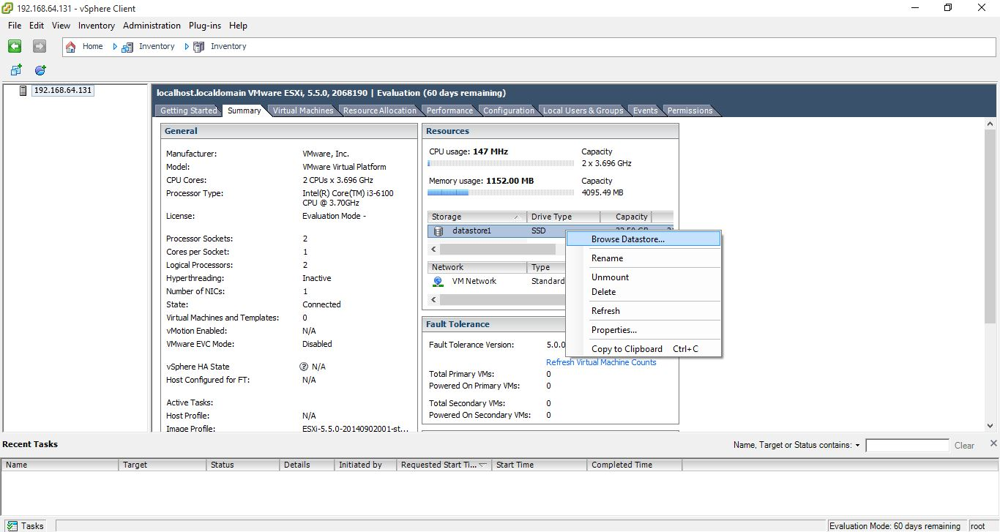 192.168.64.131 - vSphere Client
File Edit View Inventory Administration Plug-ins Help
Home Inventory Inventory
192.168.64.131
localhost.localdomain VMware ESXi, 5.5.0, 2068190 | Evaluation (60 days remaining)
Getting Started Summary Virtual Machines Resource Allocation Performance Configuration Local Users & Groups Events Permissions
General
Manufacturer: VMware, Inc.
Model: VMware Virtual Platform
CPU Cores: 2 CPUs x 3.696 GHz
Processor Type: Intel(R) Core(TM) i3-6100
CPU @ 3.70GHz
License: Evaluation Mode -
Processor Sockets: 2
Cores per Socket: 1
Logical Processors: 2
Hyperthreading: Inactive
Number of NICs: 1
State: Connected
Virtual Machines and Templates: 0
vMotion Enabled: N/A
VMware EVC Mode: Disabled
vSphere HA State N/A
Host Configured for FT: N/A
Active Tasks:
Host Profile: N/A
Image Profile: ESXi-5.5.0-20140902001-st...
Resources
CPU usage: 147 MHz Capacity
2 x 3.696 GHz
Memory usage: 1152.00 MB Capacity
4095.49 MB
Storage Drive Type Capacity
datastore1 SSD
Network Type
VM Network Standard
Browse Datastore...
Rename
Unmount
Delete
Refresh
Properties...
Copy to Clipboard Ctrl+C
Fault Tolerance
Fault Tolerance Version: 5.0.0
Refresh Virtual Machine Counts
Total Primary VMs: 0
Powered On Primary VMs: 0
Total Secondary VMs: 0
Powered On Secondary VMs: 0
Recent Tasks Name, Target or Status contains: Clear
Name Target Status Details Initiated by Requested Start Ti... Start Time Completed Time
Tasks Evaluation Mode: 60 days remaining root